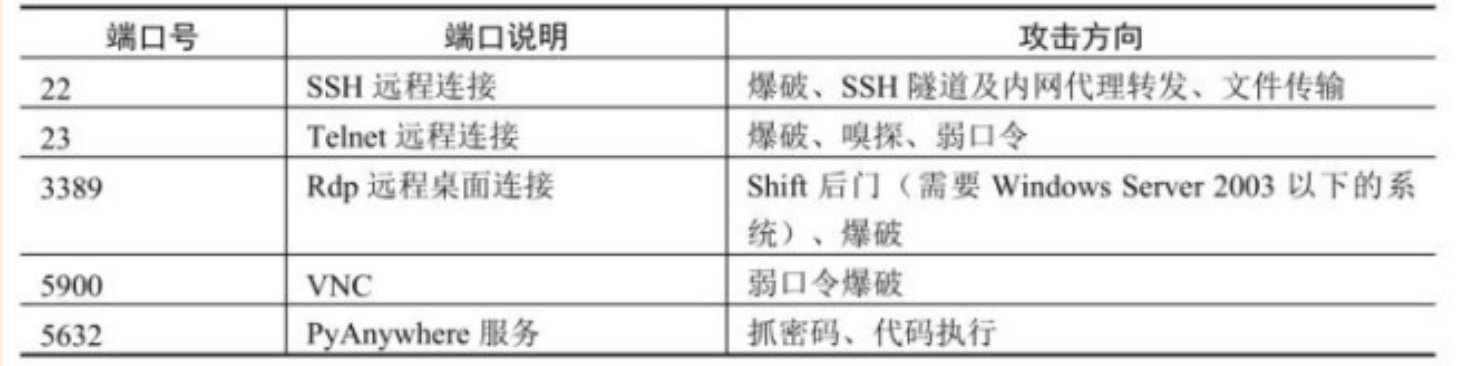 端口号 端口说明 攻击方向
22 SSH 远程连接 爆破、SSH 隧道及内网代理转发、文件传输
23 Telnet 远程连接 爆破、嗅探、弱口令
3389 Rdp 远程桌面连接 Shift 后门（需要 Windows Server 2003 以下的系
统）、爆破
5900 VNC 弱口令爆破
5632 PyAnywhere 服务 抓密码、代码执行